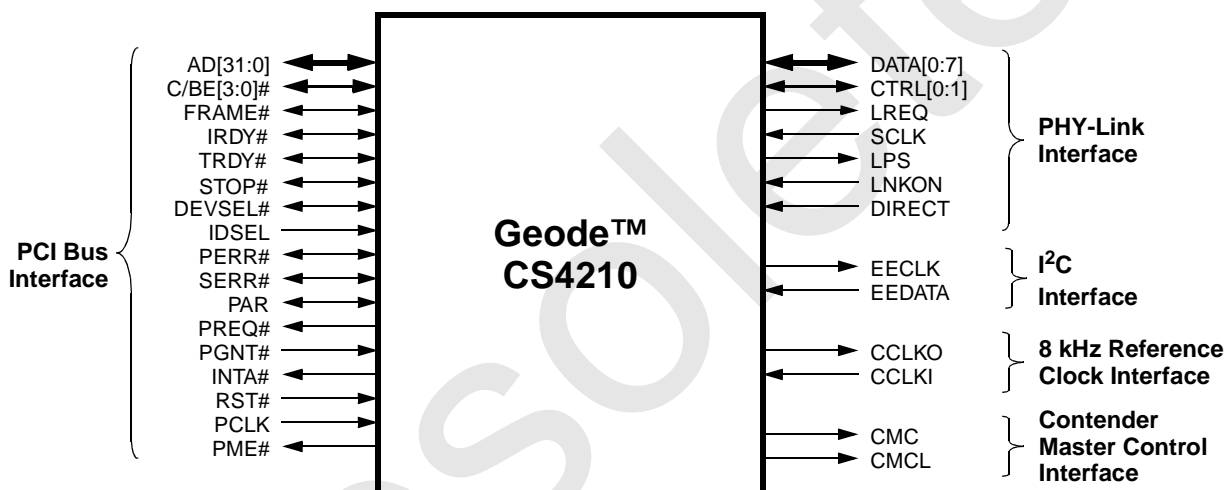 PCI Bus
Interface
AD[31:0]
C/BE[3:0]#
FRAME#
IRDY#
TRDY#
STOP#
DEVSEL#
IDSEL
PERR#
SERR#
PAR
PREQ#
PGNT#
INTA#
RST#
PCLK
PME#
Geode™
CS4210
DATA[0:7]
CTRL[0:1]
LREQ
SCLK
LPS
LNKON
DIRECT
PHY-Link
Interface
EECLK
EEDATA
I²C
Interface
CCLKO
CCLKI
8 kHz Reference
Clock Interface
CMC
CMCL
Contender
Master Control
Interface